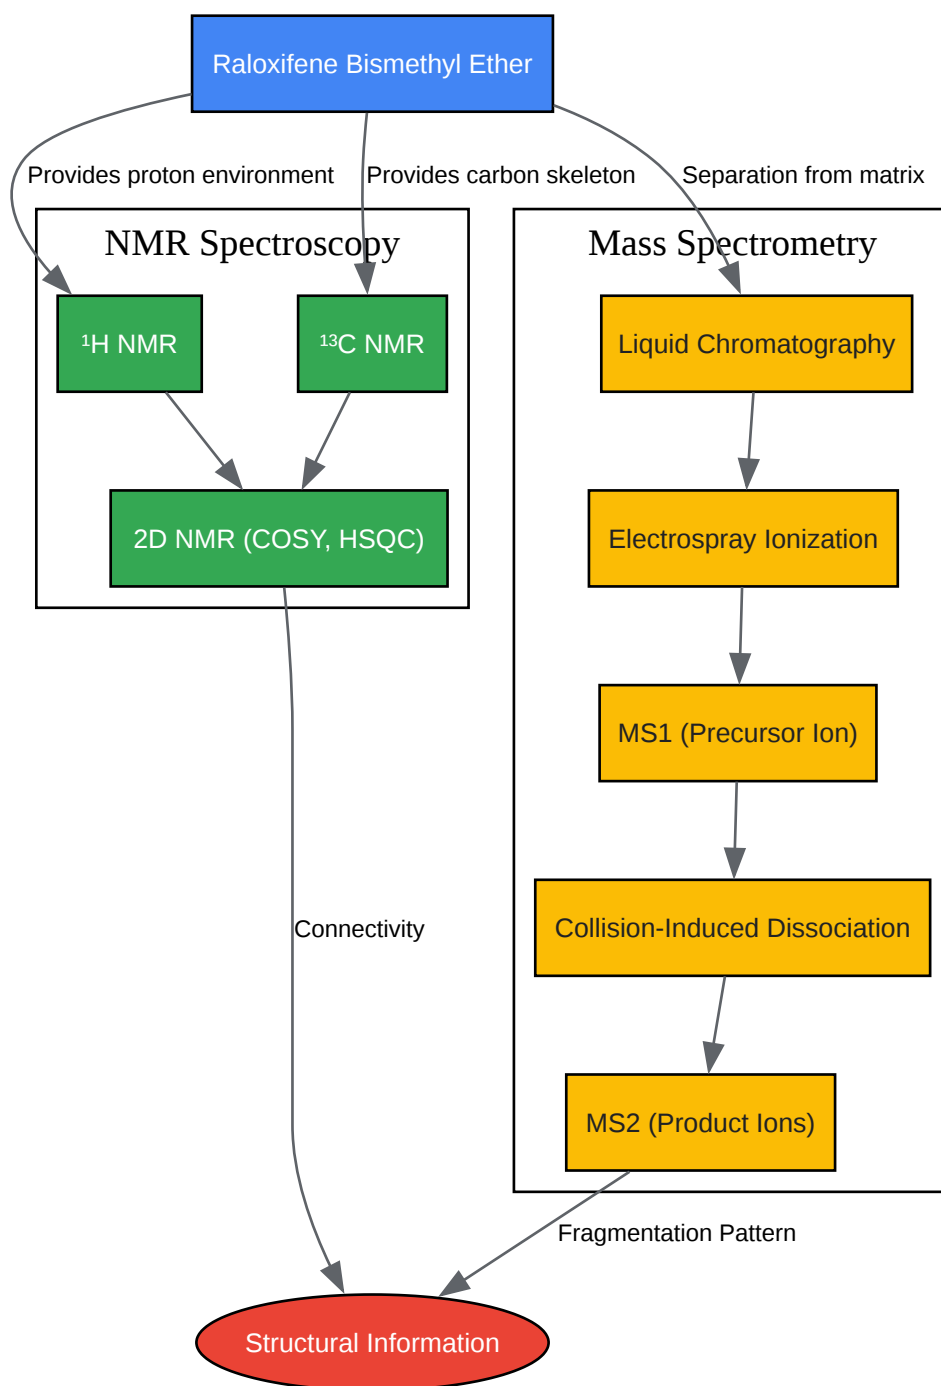 Raloxifene Bismethyl Ether
Provides proton environment
Provides carbon skeleton
Separation from matrix
NMR Spectroscopy
Mass Spectrometry
¹H NMR
¹³C NMR
Liquid Chromatography
2D NMR (COSY, HSQC)
Electrospray Ionization
MS1 (Precursor Ion)
Connectivity
Collision-Induced Dissociation
MS2 (Product Ions)
Fragmentation Pattern
Structural Information